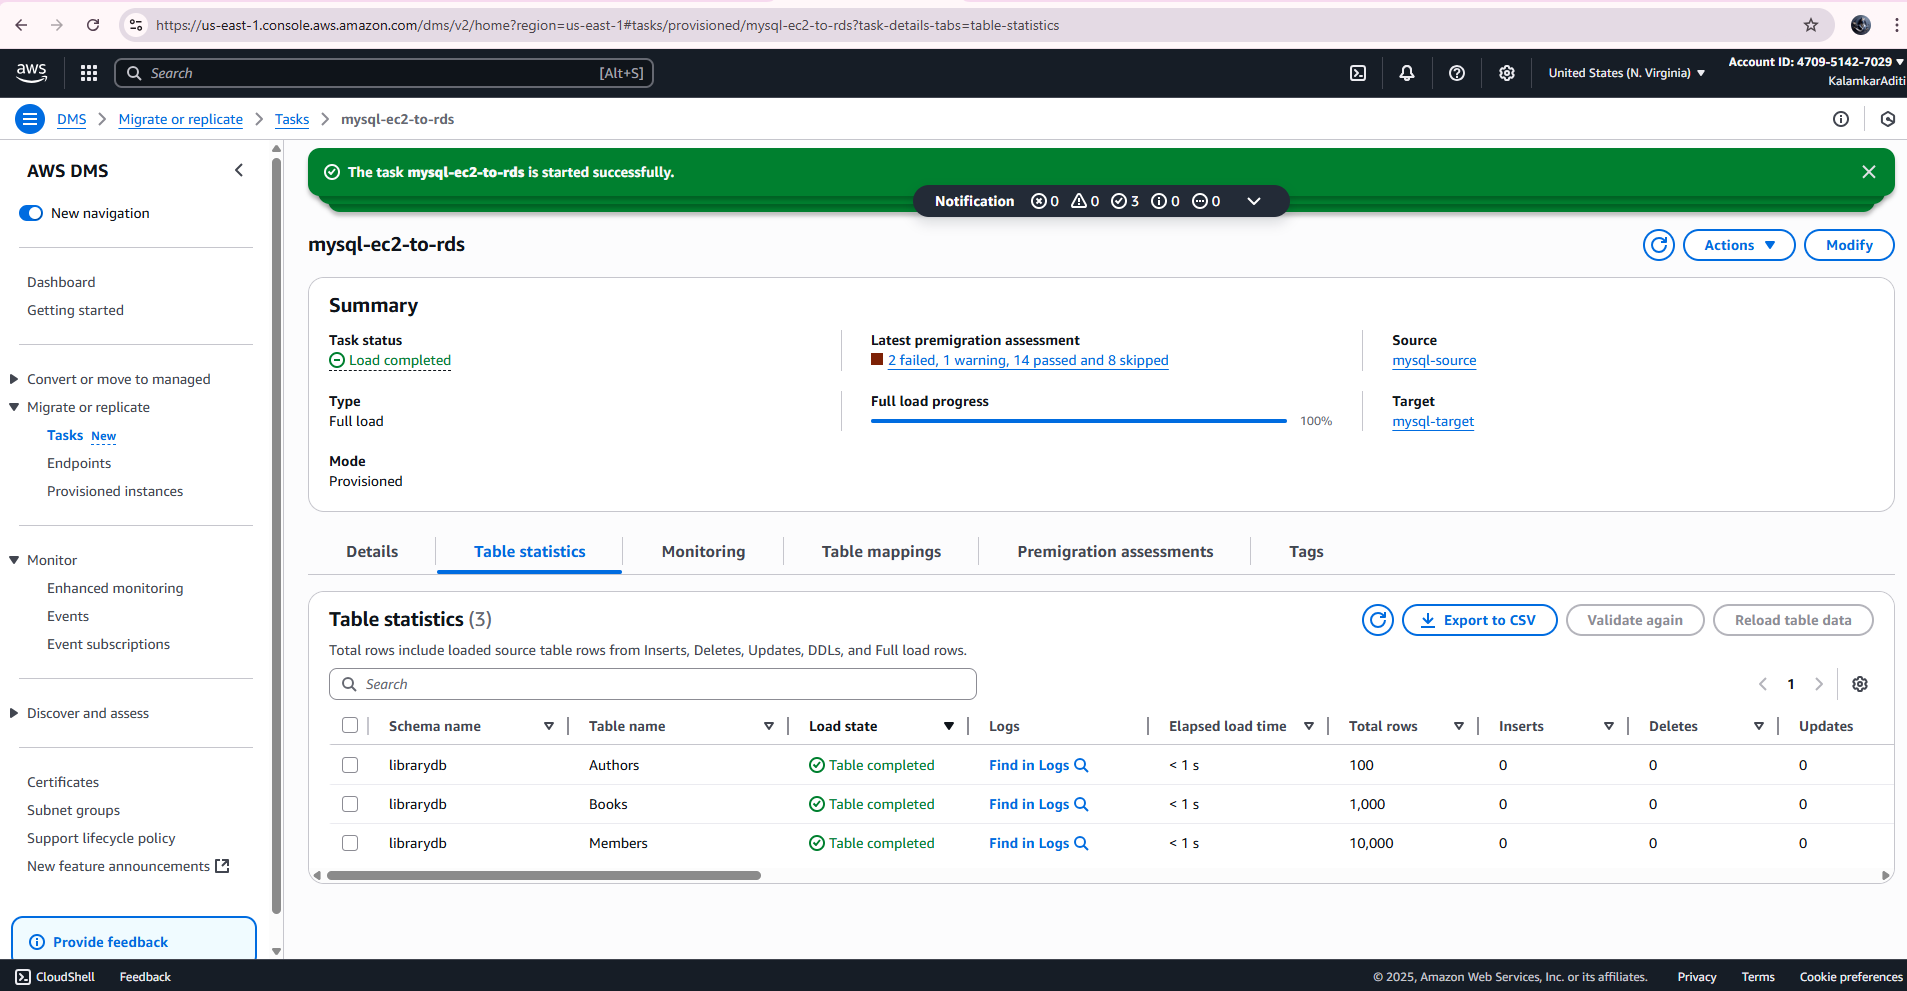 https://us-east-1.console.aws.amazon.com/dms/v2/home?region=us-east-1#tasks/provisioned/mysql-ec2-to-rds?task-details-tabs=table-statistics
aws Search [Alt+S] United States (N. Virginia) Account ID: 4709-5142-7029
KalamkarAditi
DMS Migrate or replicate Tasks mysql-ec2-to-rds
AWS DMS
New navigation
Dashboard
Getting started
Convert or move to managed
Migrate or replicate
Tasks New
Endpoints
Provisioned instances
Monitor
Enhanced monitoring
Events
Event subscriptions
Discover and assess
Certificates
Subnet groups
Support lifecycle policy
New feature announcements
Provide feedback
The task mysql-ec2-to-rds is started successfully.
Notification 0 0 3 0 0
mysql-ec2-to-rds
Actions Modify
Summary
Task status
Load completed
Type
Full load
Mode
Provisioned
Latest premigration assessment
2 failed, 1 warning, 14 passed and 8 skipped
Full load progress
100%
Source
mysql-source
Target
mysql-target
Details Table statistics Monitoring Table mappings Premigration assessments Tags
Table statistics (3)
Export to CSV Validate again Reload table data
Total rows include loaded source table rows from Inserts, Deletes, Updates, DDLs, and Full load rows.
Search
1
Schema name Table name Load state Logs Elapsed load time Total rows Inserts Deletes Updates
librarydb Authors Table completed Find in Logs < 1 s 100 0 0 0
librarydb Books Table completed Find in Logs < 1 s 1,000 0 0 0
librarydb Members Table completed Find in Logs < 1 s 10,000 0 0 0
CloudShell Feedback © 2025, Amazon Web Services, Inc. or its affiliates. Privacy Terms Cookie preferences